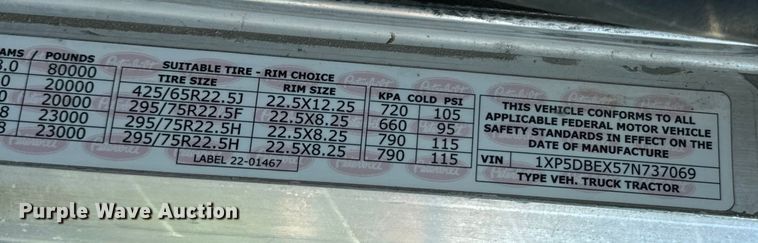 AMS / POUNDS
80000
20000
20000
23000
23000
SUITABLE TIRE - RIM CHOICE
TIRE SIZE RIM SIZE
425/65R22.5J 22.5X12.25
295/75R22.5F 22.5X8.25
295/75R22.5H 22.5X8.25
295/75R22.5H 22.5X8.25
LABEL 22-01467
KPA COLD PSI
720 105
660 95
790 115
790 115
THIS VEHICLE CONFORMS TO ALL
APPLICABLE FEDERAL MOTOR VEHICLE
SAFETY STANDARDS IN EFFECT ON THE
DATE OF MANUFACTURE
VIN 1XP5DBEX57N737069
TYPE VEH. TRUCK TRACTOR
Purple Wave Auction